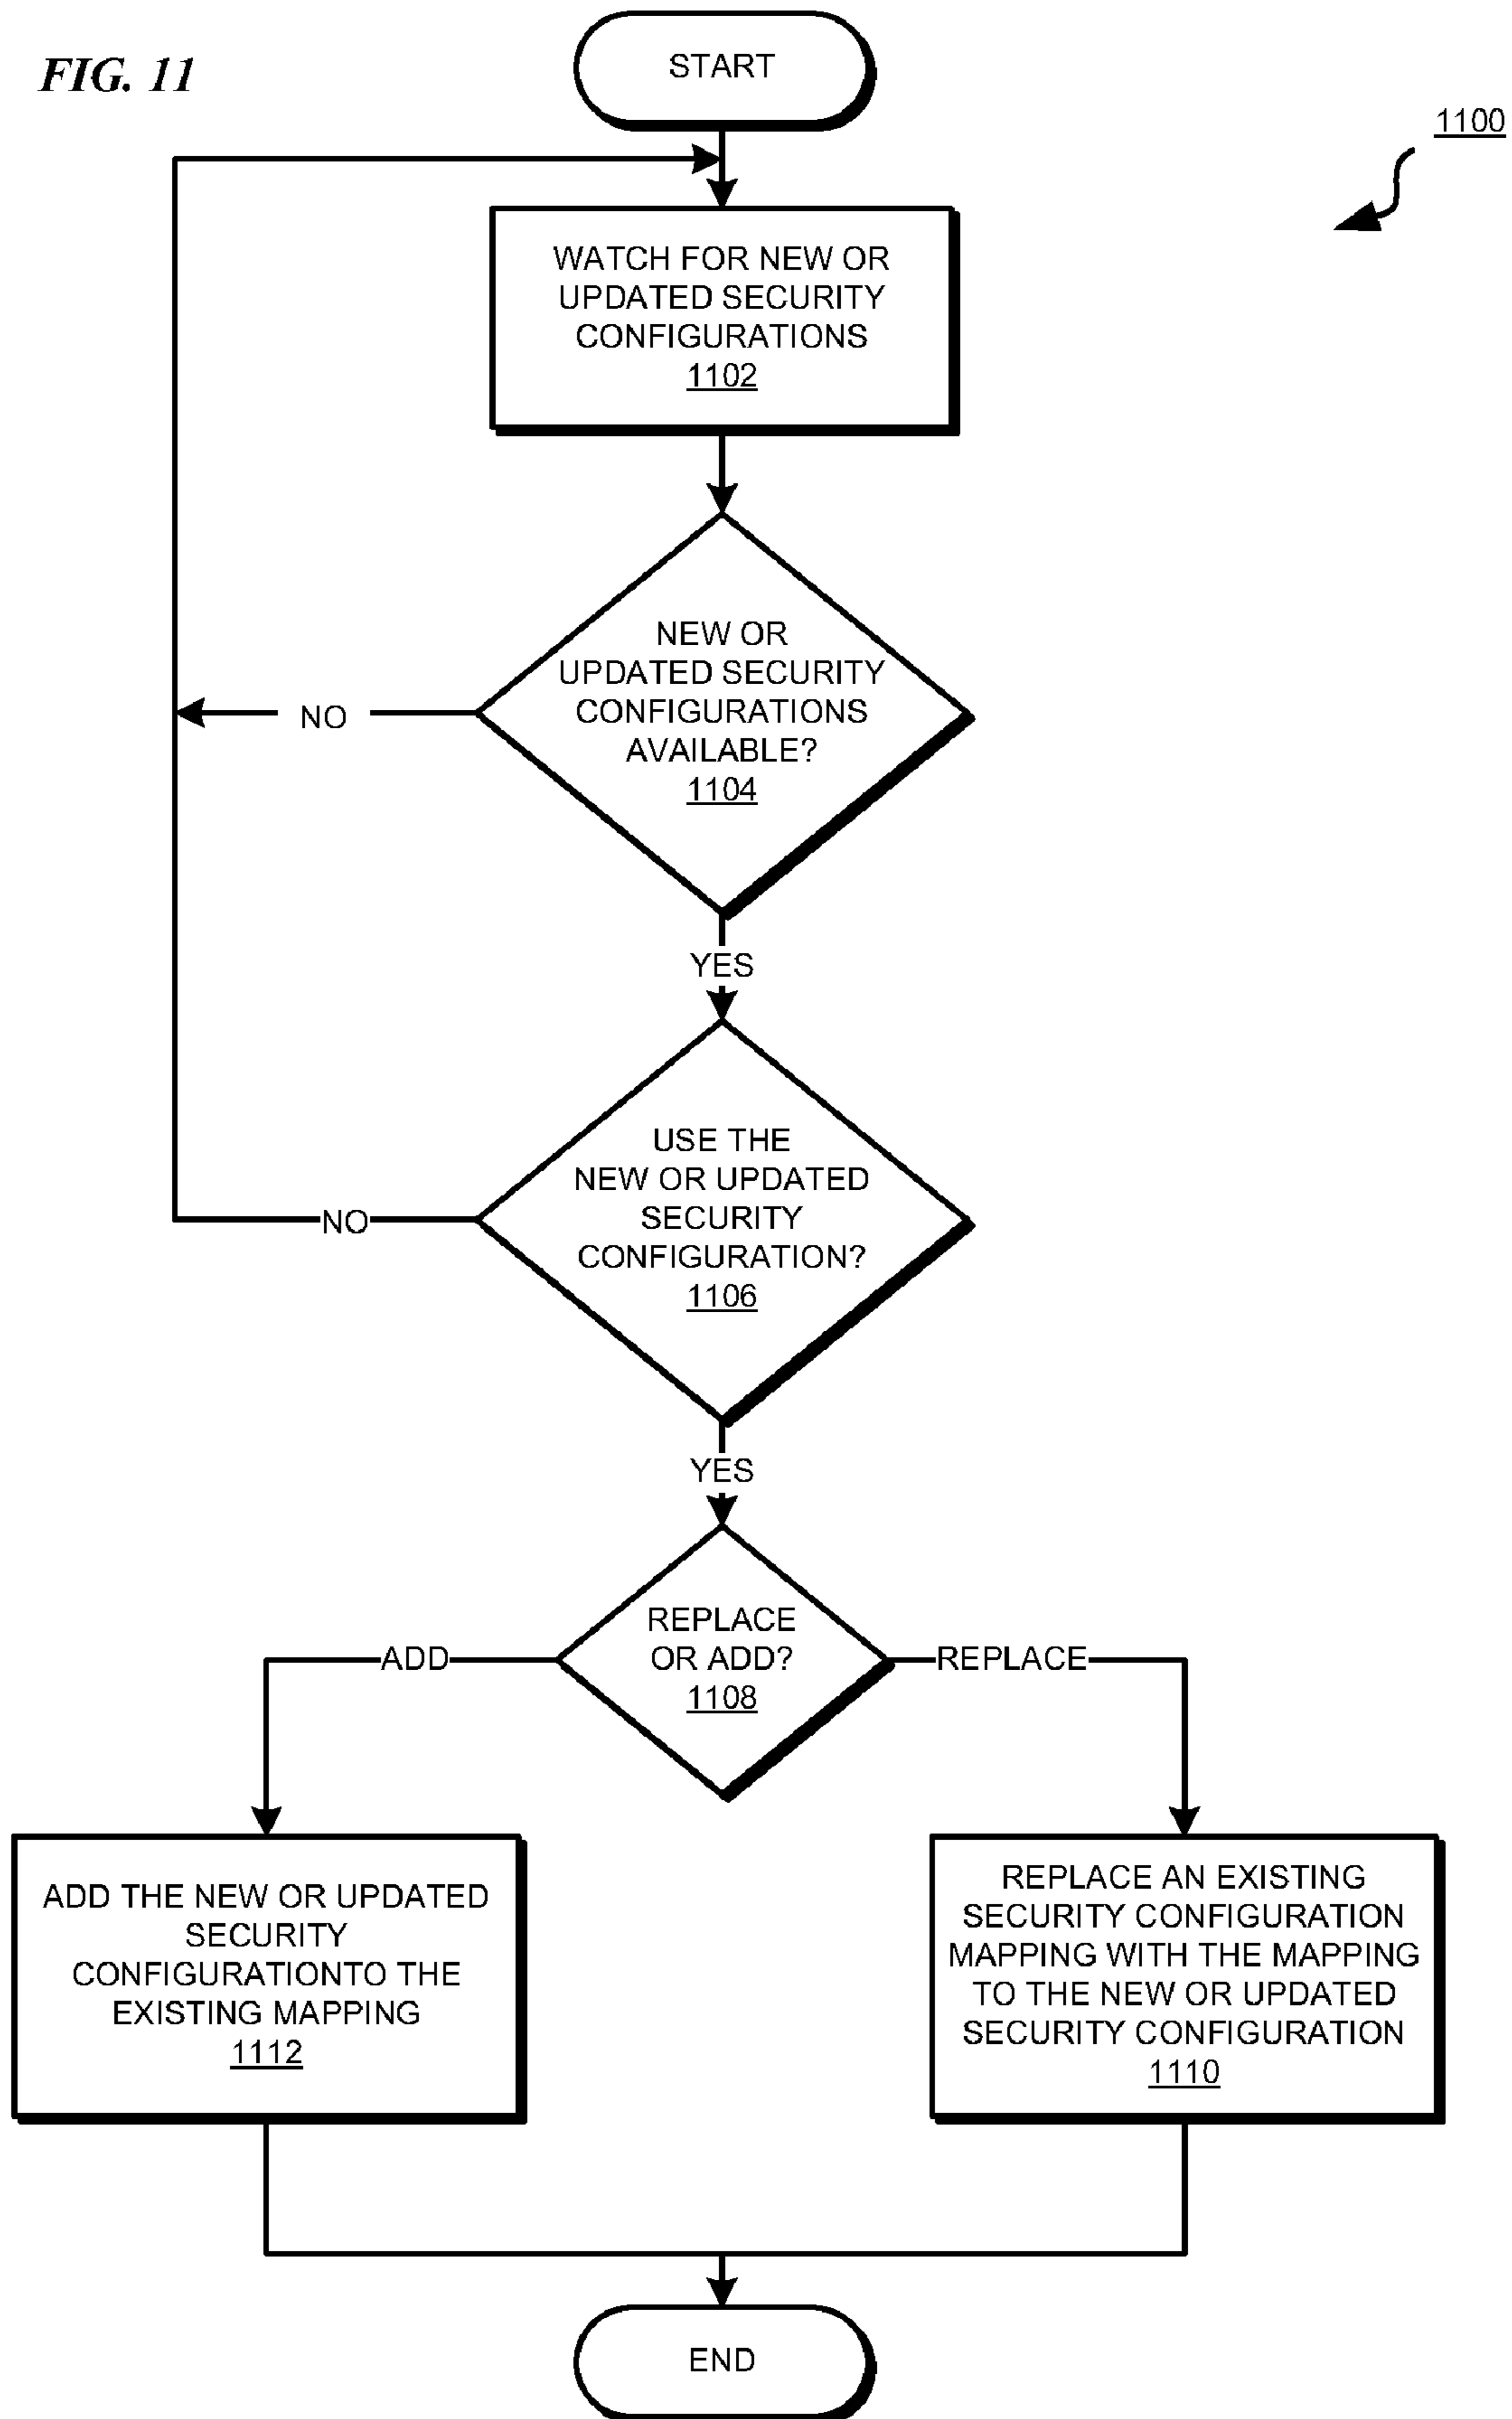 FIG. 11
START
1100
WATCH FOR NEW OR
UPDATED SECURITY
CONFIGURATIONS
1102
NEW OR
UPDATED SECURITY
CONFIGURATIONS
AVAILABLE?
1104
NO
YES
USE THE
NEW OR UPDATED
SECURITY
CONFIGURATION?
1106
NO
YES
REPLACE
OR ADD?
1108
ADD
REPLACE
ADD THE NEW OR UPDATED
SECURITY
CONFIGURATIONTO THE
EXISTING MAPPING
1112
REPLACE AN EXISTING
SECURITY CONFIGURATION
MAPPING WITH THE MAPPING
TO THE NEW OR UPDATED
SECURITY CONFIGURATION
1110
END